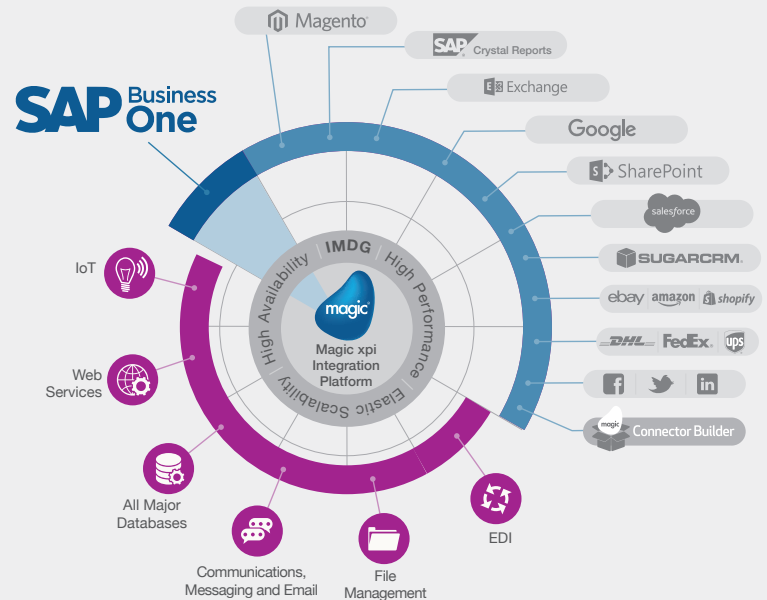 Magento
SAP Crystal Reports
Exchange
Google
SharePoint
salesforce
SUGARCRM
ebay amazon shopify
DHL FedEx ups
f in
magic Connector Builder
SAP Business
One
High Availability | IMDG | High Performance
Elastic Scalability
magic
Magic xpi
Integration
Platform
IoT
Web
Services
All Major
Databases
Communications,
Messaging and Email
File
Management
EDI